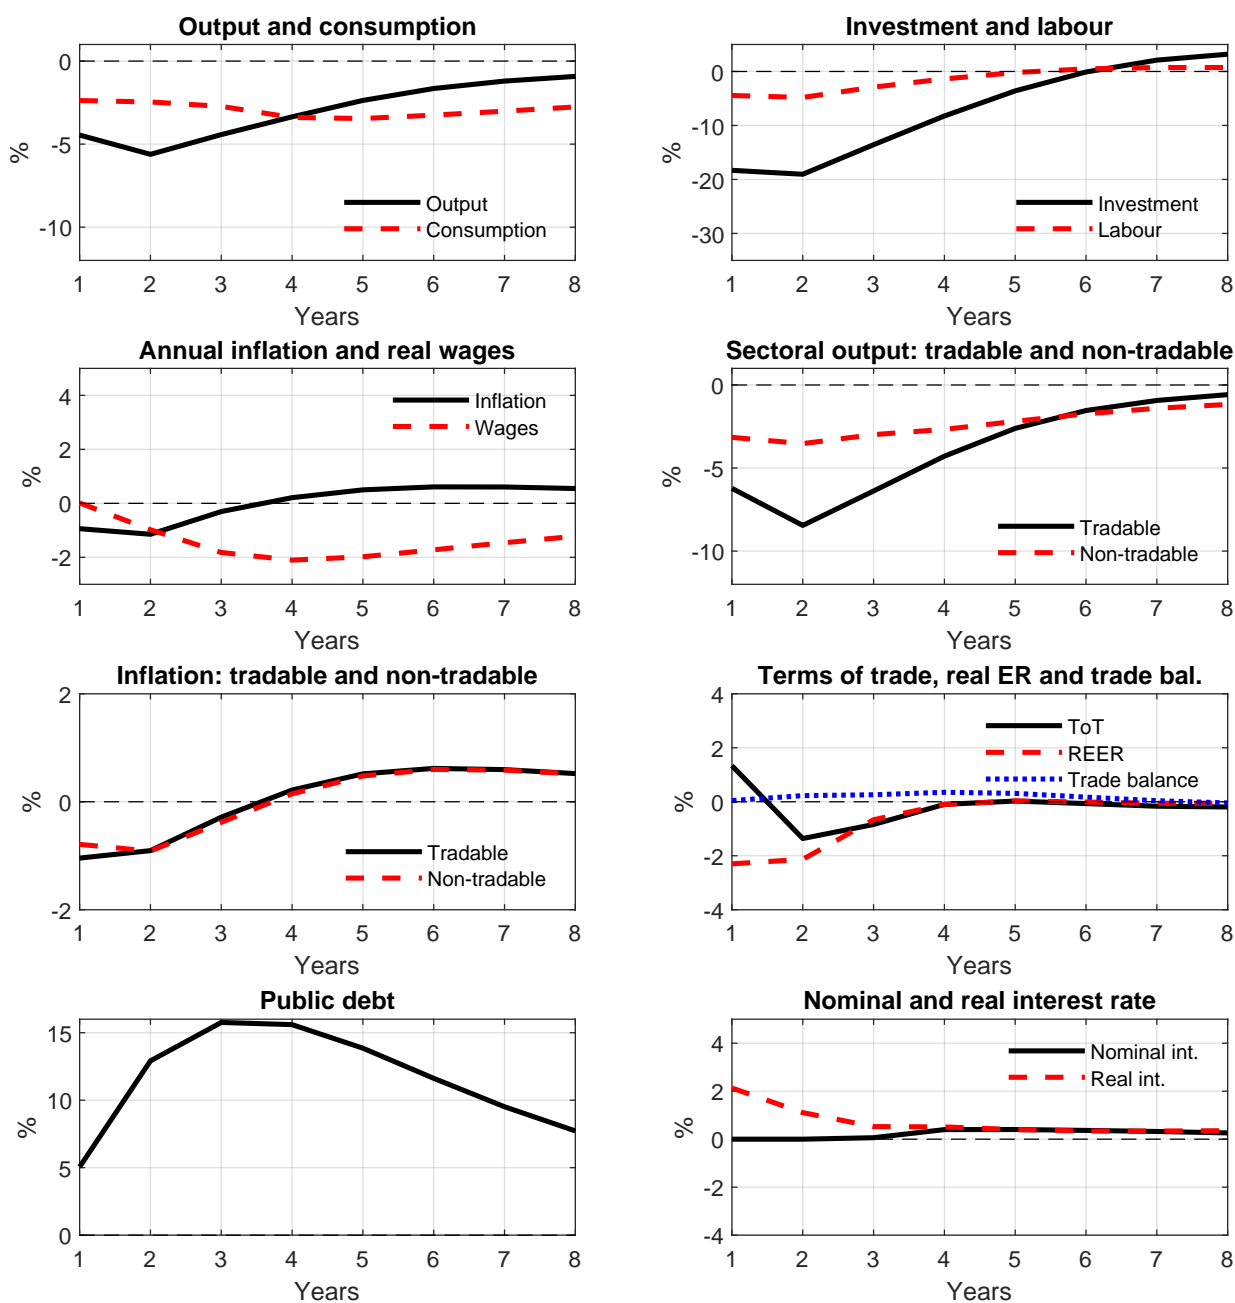 Output and consumption
0
-5
-10
%
Output
Consumption
1 2 3 4 5 6 7 8
Years
Investment and labour
0
-10
-20
-30
%
Investment
Labour
1 2 3 4 5 6 7 8
Years
Annual inflation and real wages
4
2
0
-2
%
Inflation
Wages
1 2 3 4 5 6 7 8
Years
Sectoral output: tradable and non-tradable
0
-5
-10
%
Tradable
Non-tradable
1 2 3 4 5 6 7 8
Years
Inflation: tradable and non-tradable
2
0
-2
%
Tradable
Non-tradable
1 2 3 4 5 6 7 8
Years
Terms of trade, real ER and trade bal.
4
2
0
-2
-4
%
ToT
REER
Trade balance
1 2 3 4 5 6 7 8
Years
Public debt
15
10
5
0
%
1 2 3 4 5 6 7 8
Years
Nominal and real interest rate
4
2
0
-2
-4
%
Nominal int.
Real int.
1 2 3 4 5 6 7 8
Years